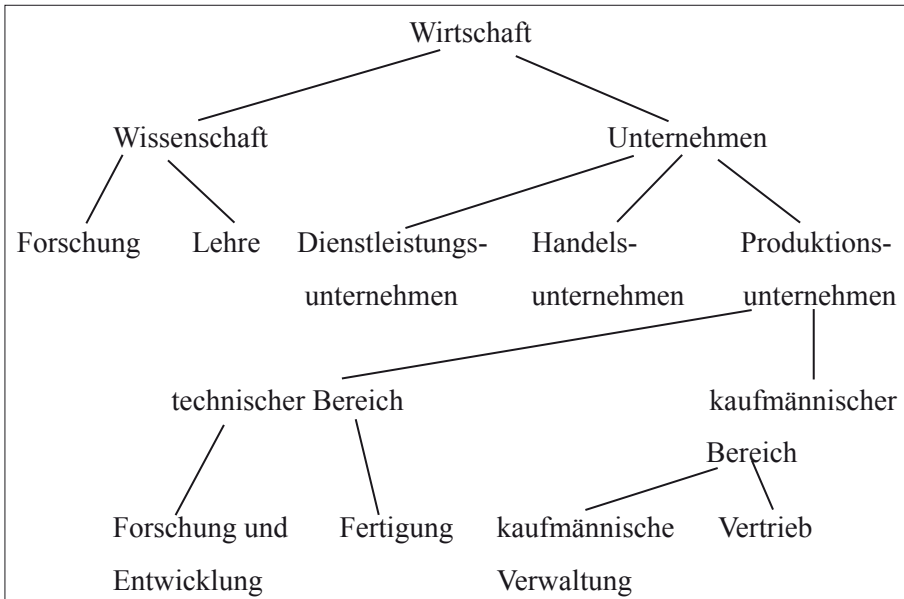 Wirtschaft
Wissenschaft Unternehmen
Forschung Lehre Dienstleistungs- Handels- Produktions-
unternehmen unternehmen unternehmen
technischer Bereich kaufmännischer
Bereich
Forschung und Fertigung kaufmännische Vertrieb
Entwicklung Verwaltung